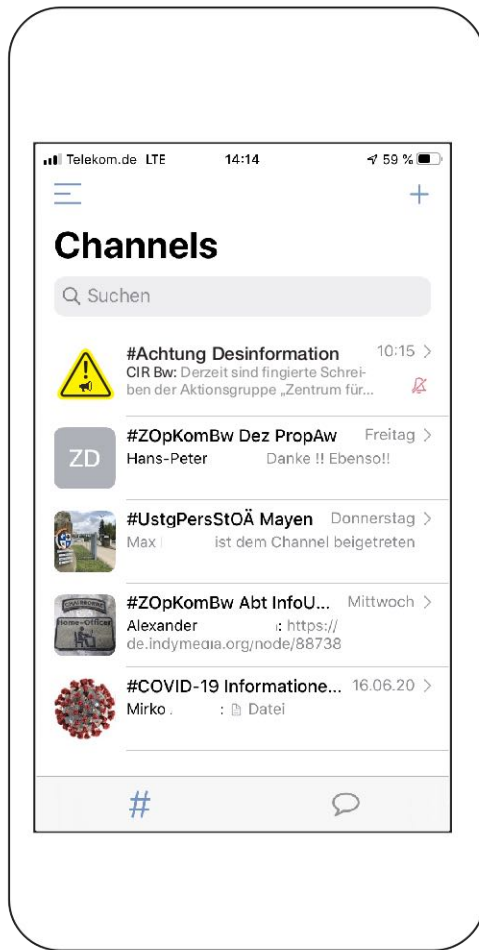 Telekom.de LTE 14:14 59 %
Channels
Suchen
#Achtung Desinformation 10:15
CIR Bw: Derzeit sind fingierte Schrei-
ben der Aktionsgruppe „Zentrum für...
ZD
#ZOpKomBw Dez PropAw Freitag
Hans-Peter Danke !! Ebenso!!
#UstgPersStOÄ Mayen Donnerstag
Max ist dem Channel beigetreten
#ZOpKomBw Abt InfoU... Mittwoch
Home-Office
Alexander : https://
de.indymedia.org/node/88738
#COVID-19 Informatione... 16.06.20
Mirko . : Datei
#